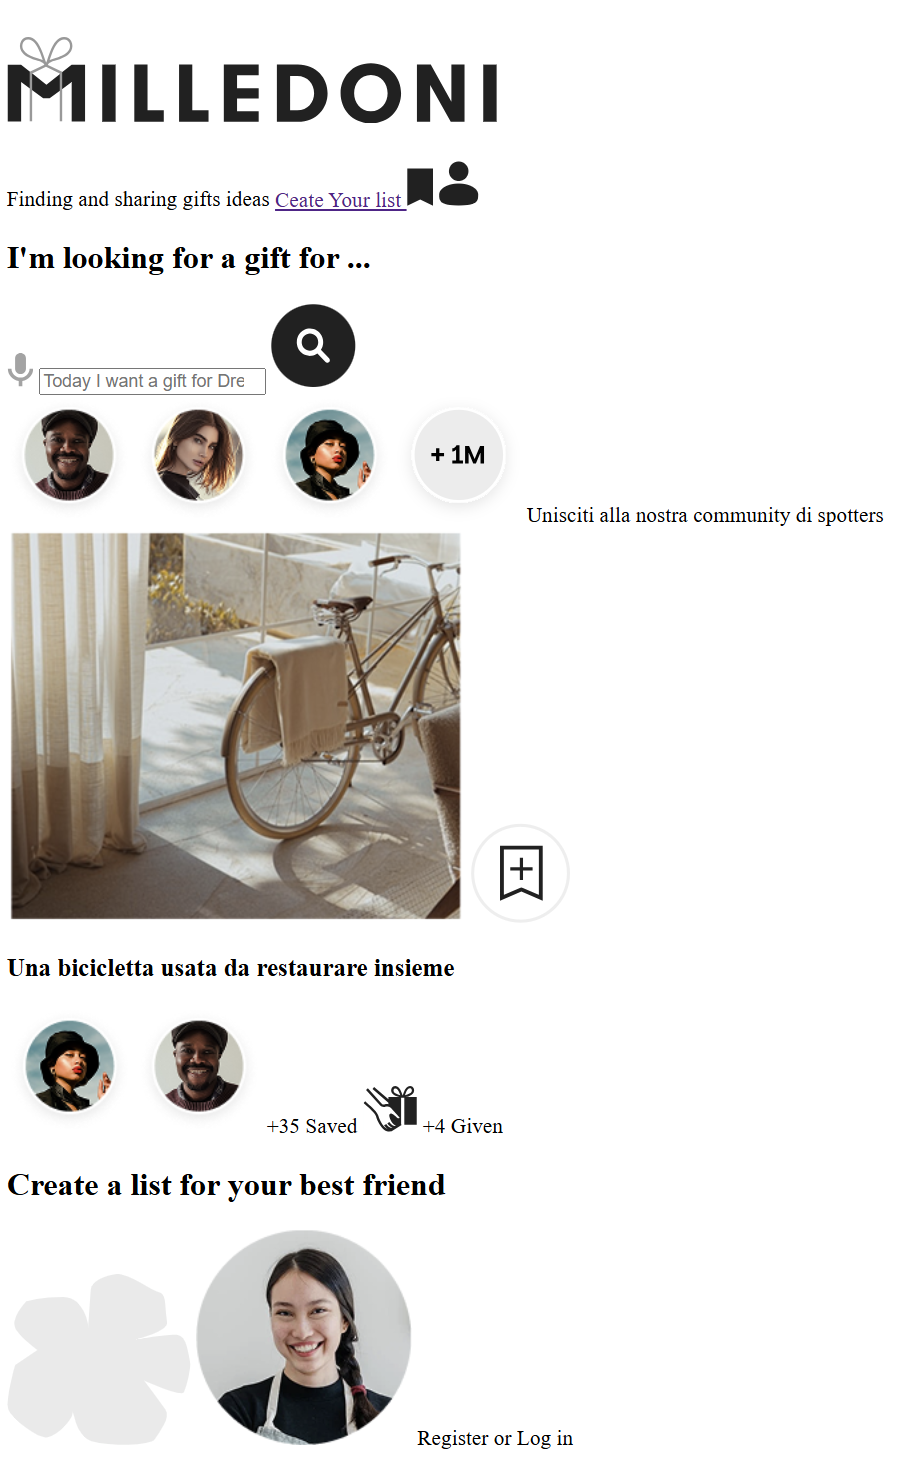 MILLEDONI
Finding and sharing gifts ideas Ceate Your list
I'm looking for a gift for ...
Today I want a gift for Dre
+ 1M
Unisciti alla nostra community di spotters
Una bicicletta usata da restaurare insieme
+35 Saved +4 Given
Create a list for your best friend
Register or Log in